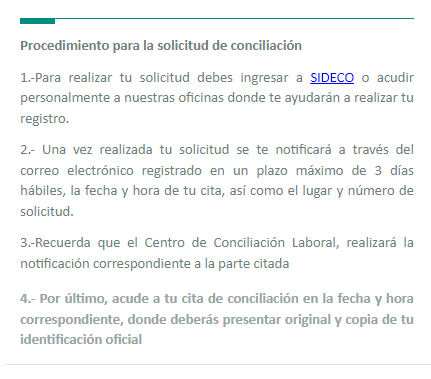 Procedimiento para la solicitud de conciliación
1.-Para realizar tu solicitud debes ingresar a SIDECO o acudir
personalmente a nuestras oficinas donde te ayudarán a realizar tu
registro.
2.- Una vez realizada tu solicitud se te notificará a través del
correo electrónico registrado en un plazo máximo de 3 días
hábiles, la fecha y hora de tu cita, así como el lugar y número de
solicitud.
3.-Recuerda que el Centro de Conciliación Laboral, realizará la
notificación correspondiente a la parte citada
4.- Por último, acude a tu cita de conciliación en la fecha y hora
correspondiente, donde deberás presentar original y copia de tu
identificación oficial